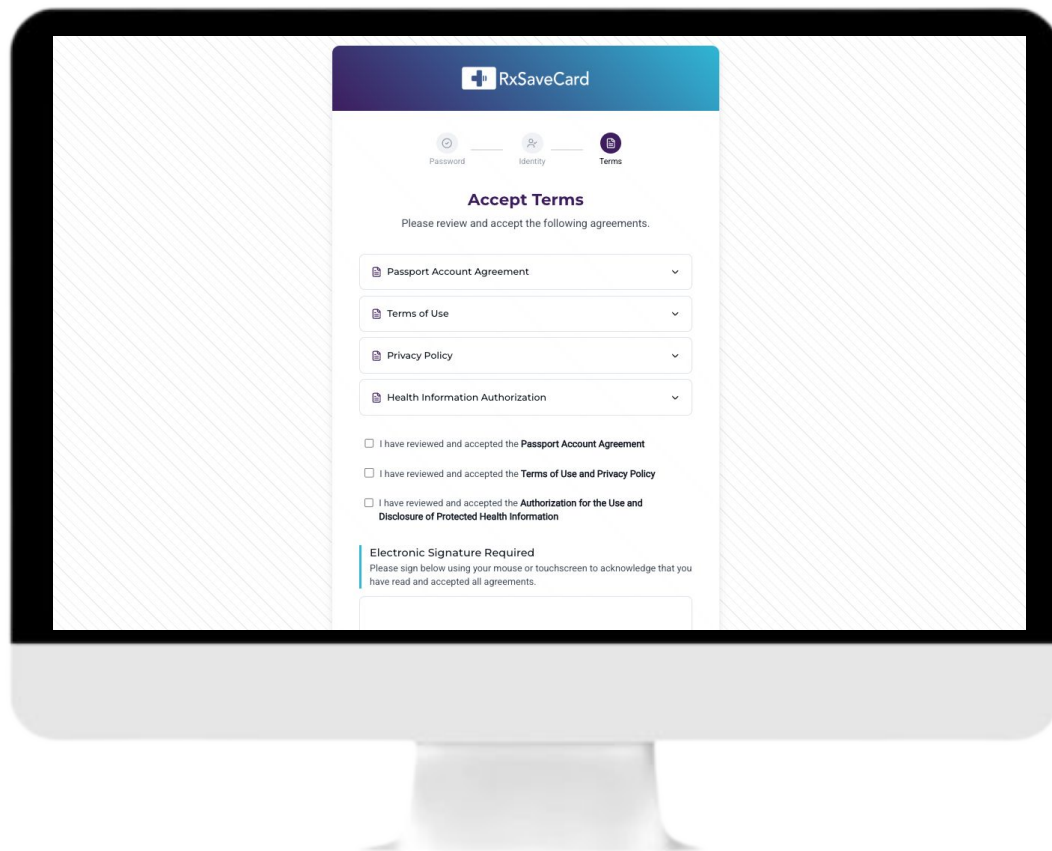 RxSaveCard
Password
Identity
Terms
Accept Terms
Please review and accept the following agreements.
Passport Account Agreement
Terms of Use
Privacy Policy
Health Information Authorization
I have reviewed and accepted the Passport Account Agreement
I have reviewed and accepted the Terms of Use and Privacy Policy
I have reviewed and accepted the Authorization for the Use and
Disclosure of Protected Health Information
Electronic Signature Required
Please sign below using your mouse or touchscreen to acknowledge that you
have read and accepted all agreements.